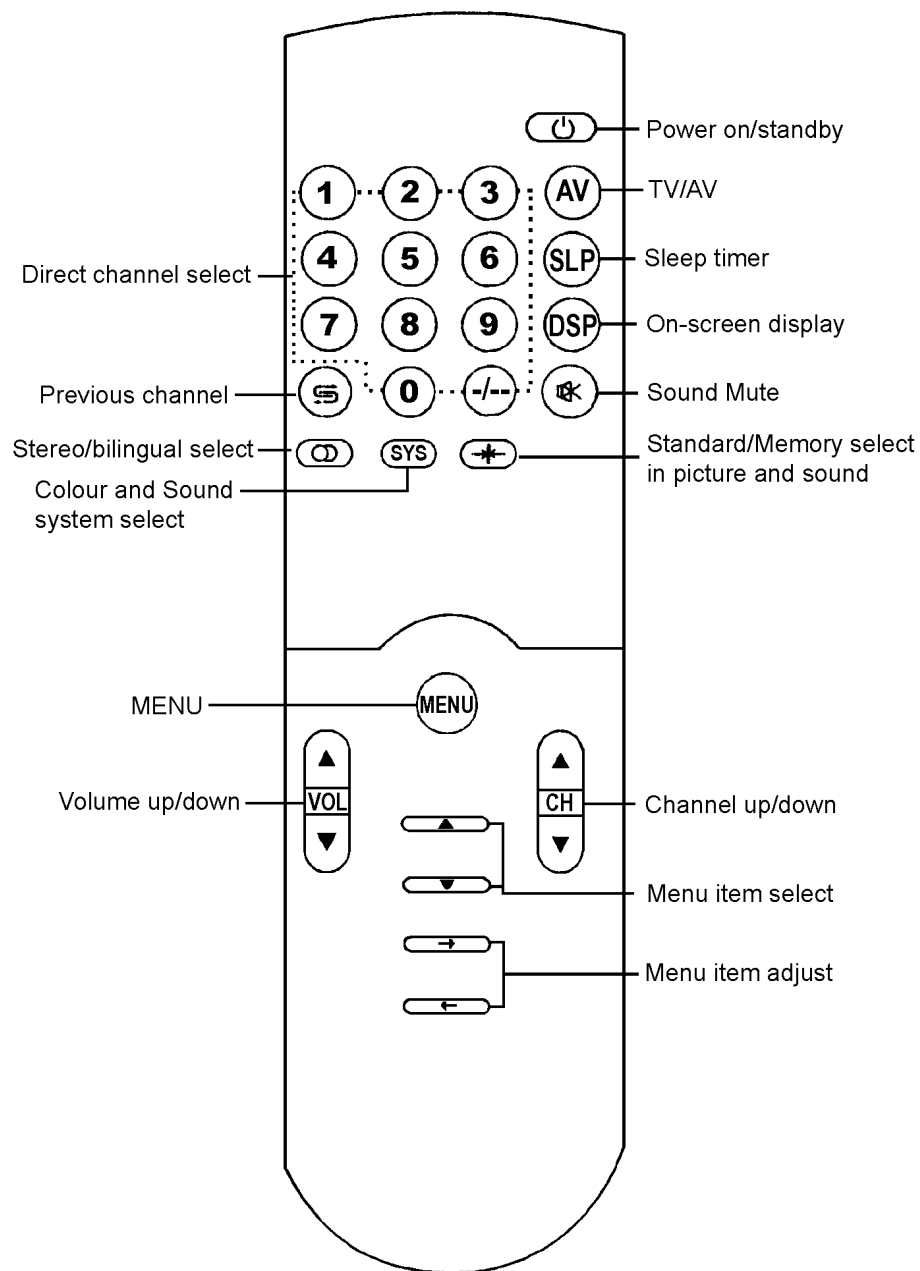 Power on/standby
1 2 3 AV
TV/AV
4 5 6 SLP
Direct channel select
Sleep timer
7 8 9 DSP
On-screen display
Previous channel
0 -/--
Sound Mute
Stereo/bilingual select
SYS
Standard/Memory select
in picture and sound
Colour and Sound
system select
MENU
MENU
Volume up/down
VOL
CH
Channel up/down
Menu item select
Menu item adjust